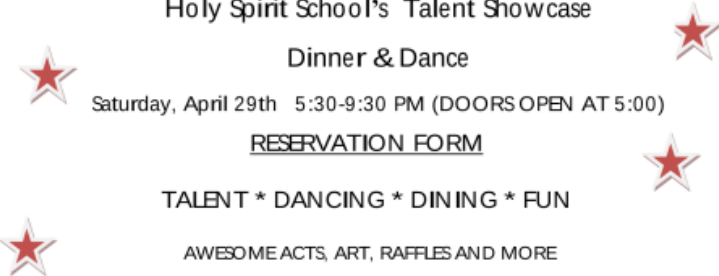 Holy Spirit School's Talent Showcase
Dinner & Dance
Saturday, April 29th 5:30-9:30 PM (DOORS OPEN AT 5:00)
RESERVATION FORM
TALENT * DANCING * DINING * FUN
AWESOME ACTS, ART, RAFFLES AND MORE